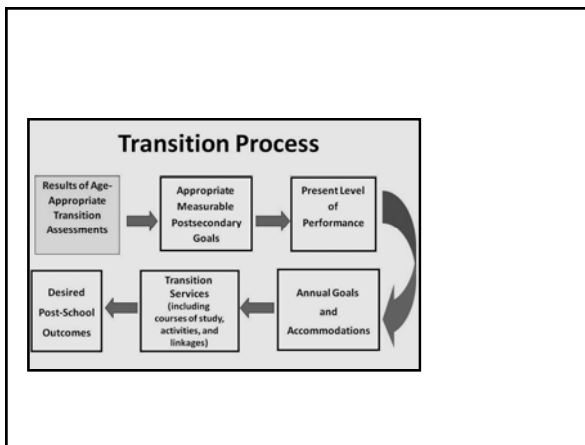 Transition Process
Results of Age-
Appropriate
Transition
Assessments
Appropriate
Measurable
Postsecondary
Goals
Present Level
of
Performance
Annual Goals
and
Accommodations
Transition
Services
(including
courses of study,
activities, and
linkages)
Desired
Post-School
Outcomes